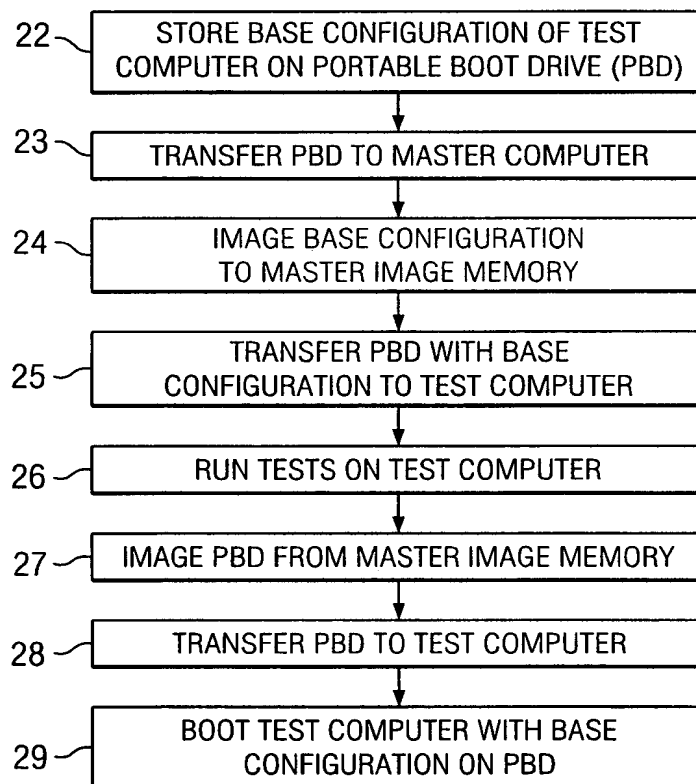 22
STORE BASE CONFIGURATION OF TEST
COMPUTER ON PORTABLE BOOT DRIVE (PBD)
23
TRANSFER PBD TO MASTER COMPUTER
24
IMAGE BASE CONFIGURATION
TO MASTER IMAGE MEMORY
25
TRANSFER PBD WITH BASE
CONFIGURATION TO TEST COMPUTER
26
RUN TESTS ON TEST COMPUTER
27
IMAGE PBD FROM MASTER IMAGE MEMORY
28
TRANSFER PBD TO TEST COMPUTER
29
BOOT TEST COMPUTER WITH BASE
CONFIGURATION ON PBD